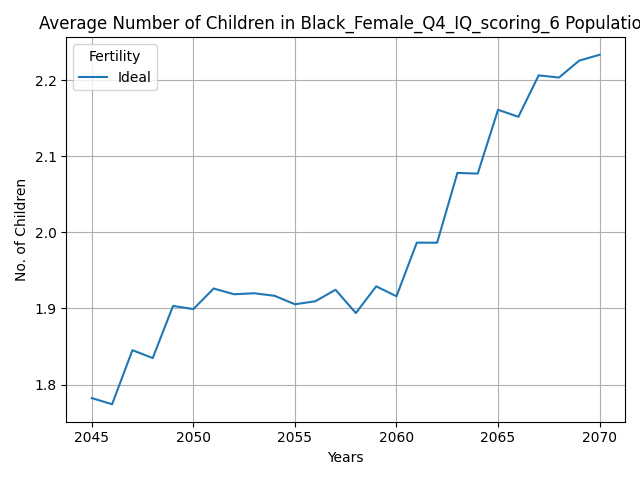 Average Number of Children in Black_Female_Q4_IQ_scoring_6 Populatio
Fertility
Ideal
No. of Children
2.2
2.1
2.0
1.9
1.8
2045 2050 2055 2060 2065 2070
Years